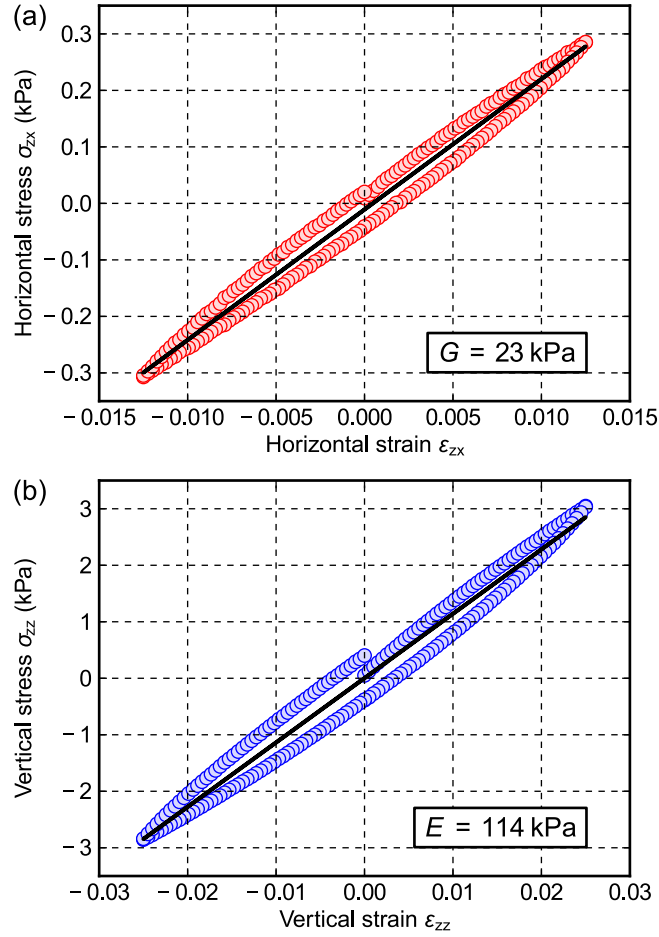 (a)
0.3
0.2
0.1
0.0
−0.1
−0.2
−0.3
Horizontal stress σzx (kPa)
G = 23 kPa
−0.015 −0.010 −0.005 0.000 0.005 0.010 0.015
Horizontal strain εzx
(b)
3
2
1
0
−1
−2
−3
Vertical stress σzz (kPa)
E = 114 kPa
−0.03 −0.02 −0.01 0.00 0.01 0.02 0.03
Vertical strain εzz